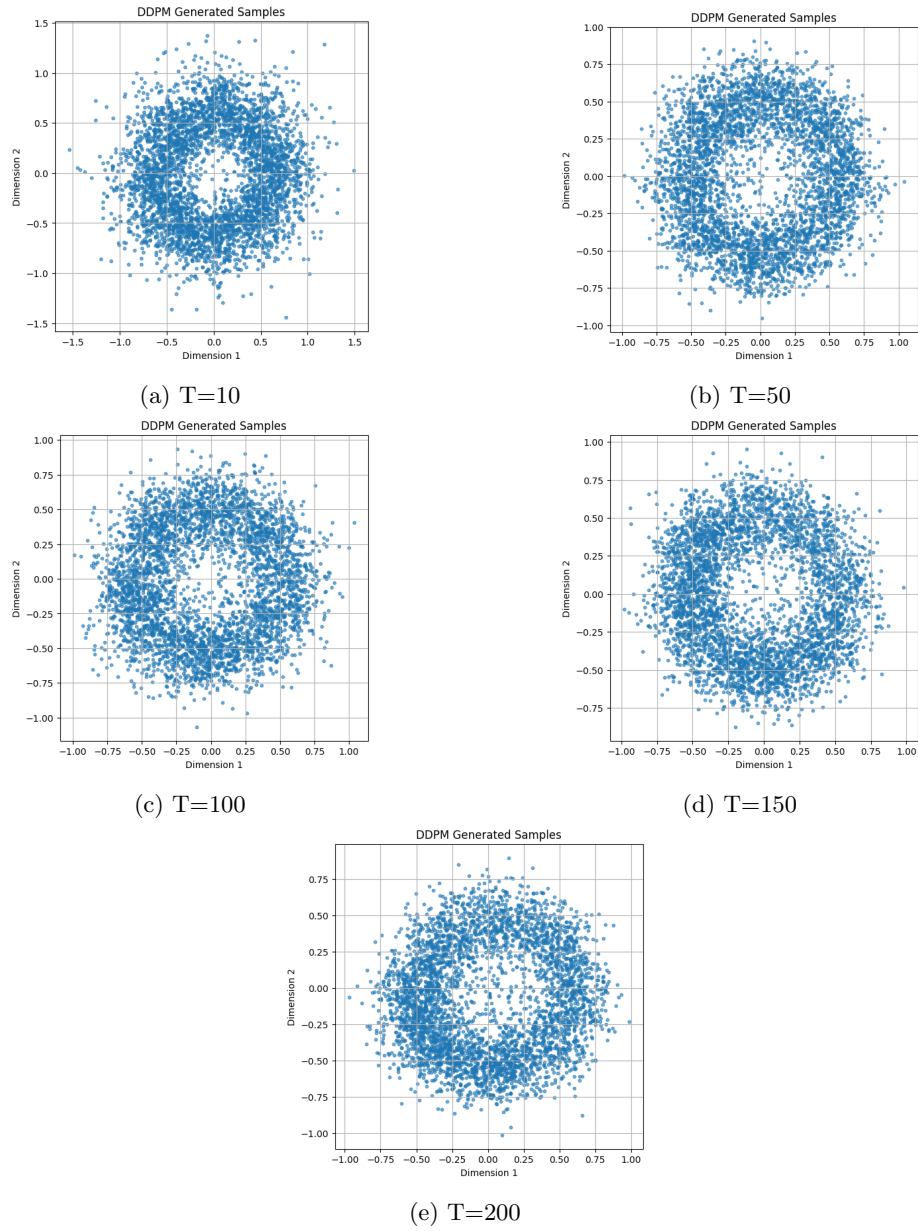 DDPM Generated Samples
1.5
1.0
0.5
0.0
−0.5
−1.0
−1.5
Dimension 2
−1.5 −1.0 −0.5 0.0 0.5 1.0 1.5
Dimension 1
(a) T=10
DDPM Generated Samples
1.00
0.75
0.50
0.25
0.00
−0.25
−0.50
−0.75
−1.00
Dimension 2
−1.00 −0.75 −0.50 −0.25 0.00 0.25 0.50 0.75 1.00
Dimension 1
(b) T=50
DDPM Generated Samples
1.00
0.75
0.50
0.25
0.00
−0.25
−0.50
−0.75
−1.00
Dimension 2
−1.00 −0.75 −0.50 −0.25 0.00 0.25 0.50 0.75 1.00
Dimension 1
(c) T=100
DDPM Generated Samples
1.00
0.75
0.50
0.25
0.00
−0.25
−0.50
−0.75
Dimension 2
−1.00 −0.75 −0.50 −0.25 0.00 0.25 0.50 0.75 1.00
Dimension 1
(d) T=150
DDPM Generated Samples
0.75
0.50
0.25
0.00
−0.25
−0.50
−0.75
−1.00
Dimension 2
−1.00 −0.75 −0.50 −0.25 0.00 0.25 0.50 0.75 1.00
Dimension 1
(e) T=200